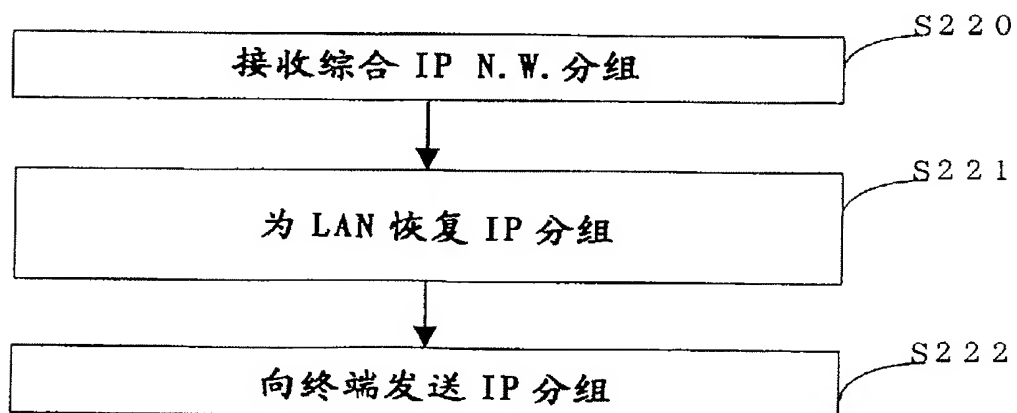 S220
接收综合 IP N.W.分组
S221
为 LAN 恢复 IP 分组
S222
向终端发送 IP 分组